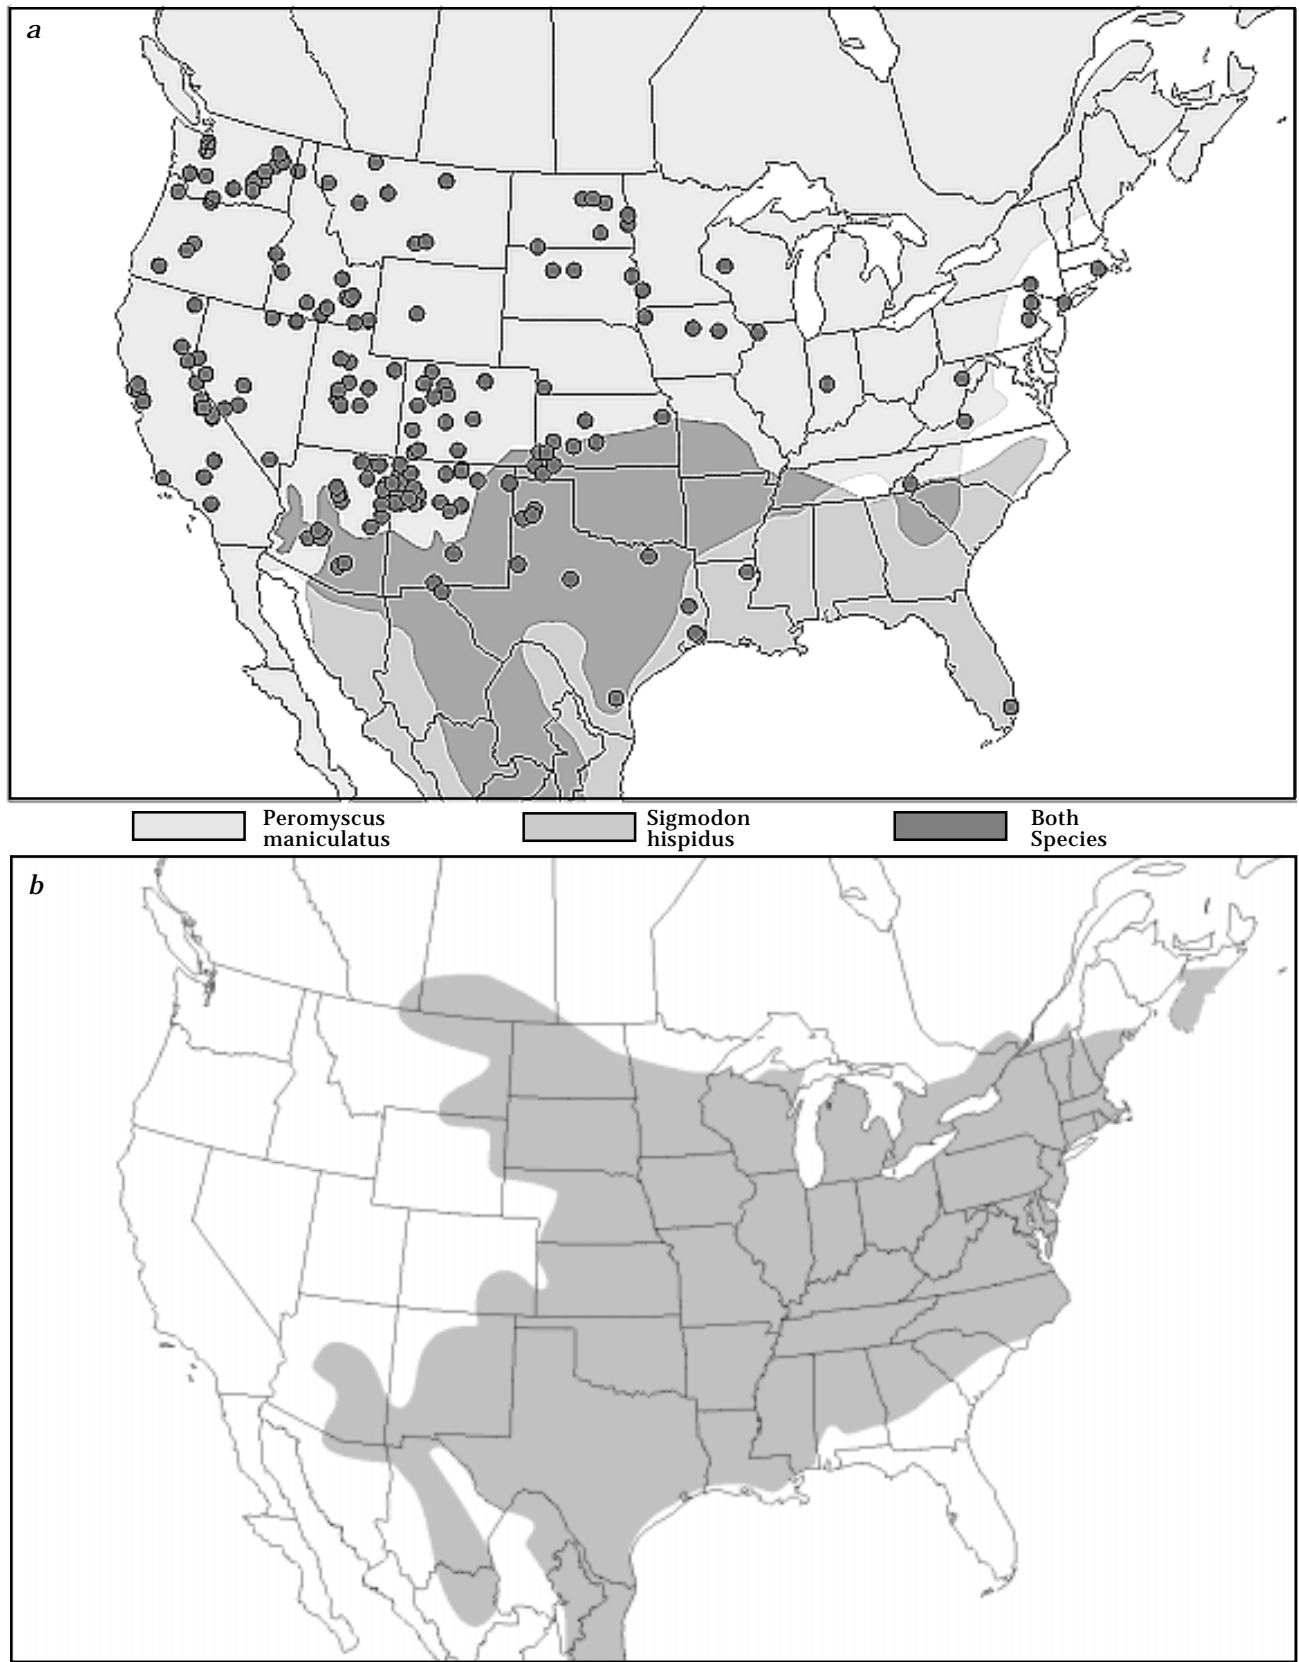 a
Peromyscus
maniculatus
Sigmodon
hispidus
Both
Species
b